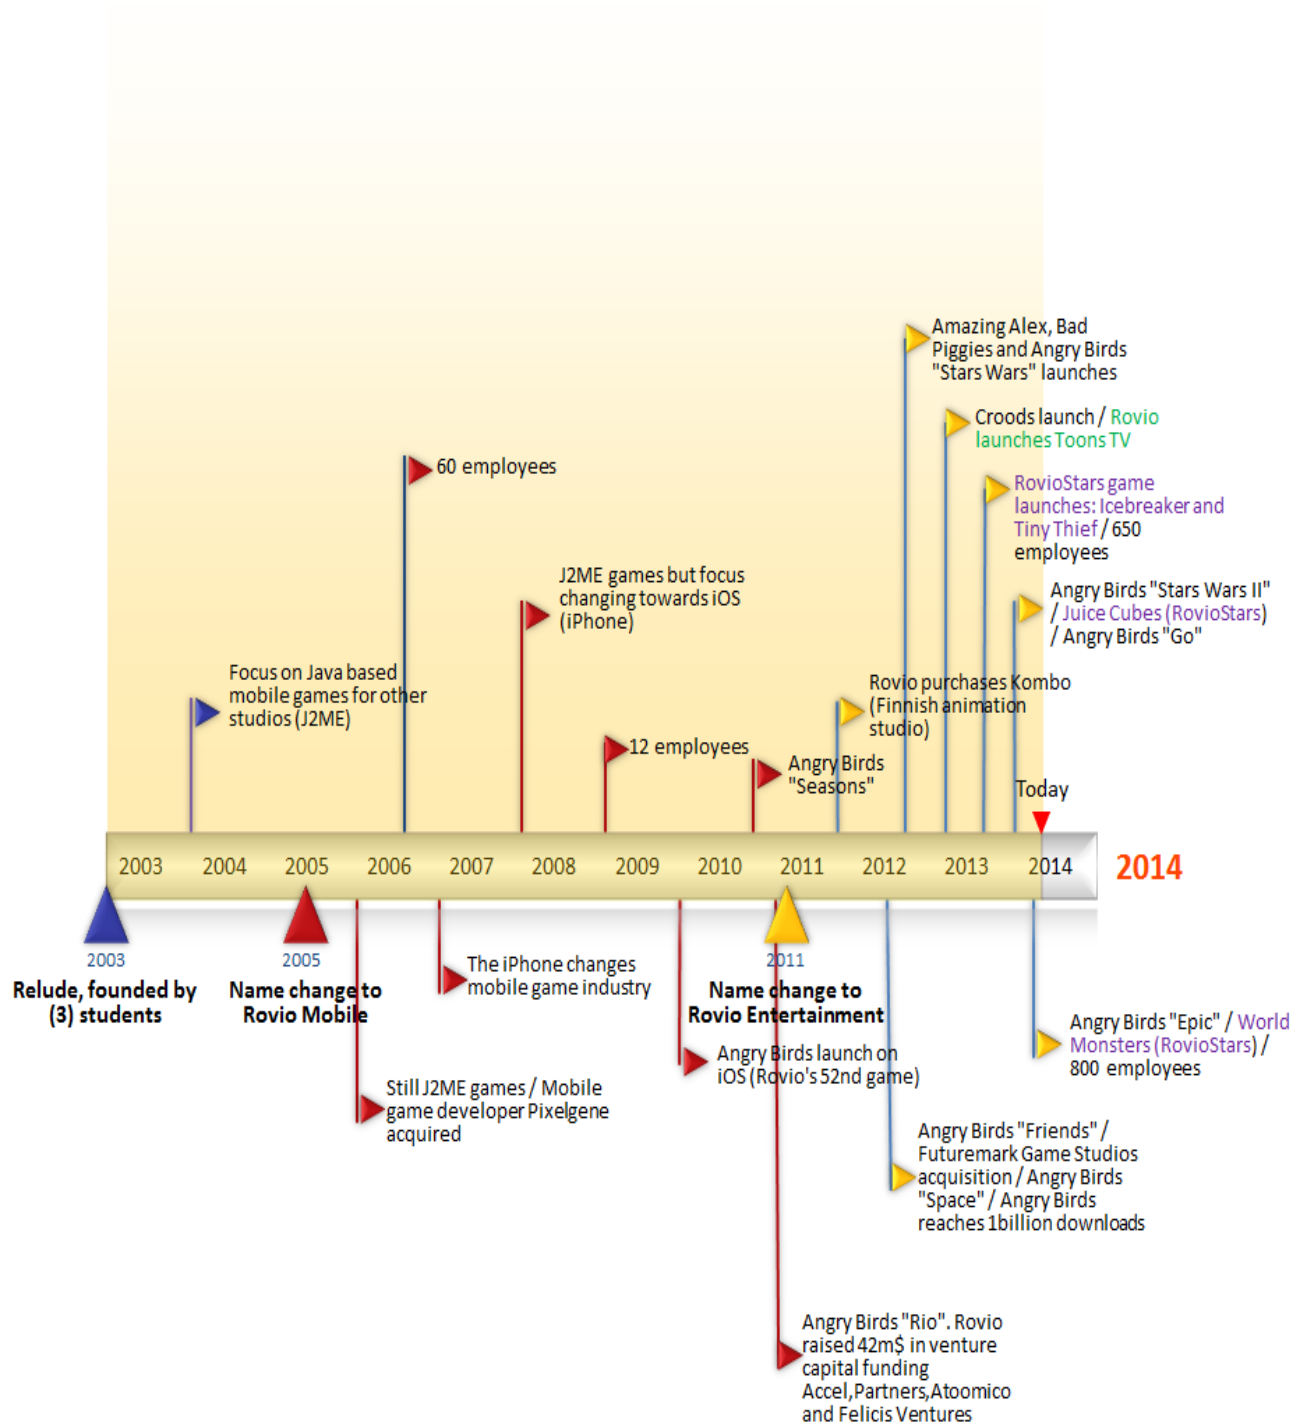 Amazing Alex, Bad
Piggies and Angry Birds
"Stars Wars" launches
Croods launch / Rovio
launches Toons TV
60 employees
RovioStars game
launches: Icebreaker and
Tiny Thief / 650
employees
J2ME games but focus
changing towards iOS
(iPhone)
Angry Birds "Stars Wars II"
/ Juice Cubes (RovioStars)
/ Angry Birds "Go"
Focus on Java based
mobile games for other
studios (J2ME)
Rovio purchases Kombo
(Finnish animation
studio)
12 employees
Angry Birds
"Seasons"
Today
2003 2004 2005 2006 2007 2008 2009 2010 2011 2012 2013 2014 2014
2003
Relude, founded by
(3) students
2005
Name change to
Rovio Mobile
The iPhone changes
mobile game industry
2011
Name change to
Rovio Entertainment
Angry Birds launch on
iOS (Rovio's 52nd game)
Angry Birds "Epic" / World
Monsters (RovioStars) /
800 employees
Still J2ME games / Mobile
game developer Pixelgene
acquired
Angry Birds "Friends" /
Futuremark Game Studios
acquisition / Angry Birds
"Space" / Angry Birds
reaches 1billion downloads
Angry Birds "Rio". Rovio
raised 42m$ in venture
capital funding
Accel,Partners,Atoomico
and Felicis Ventures